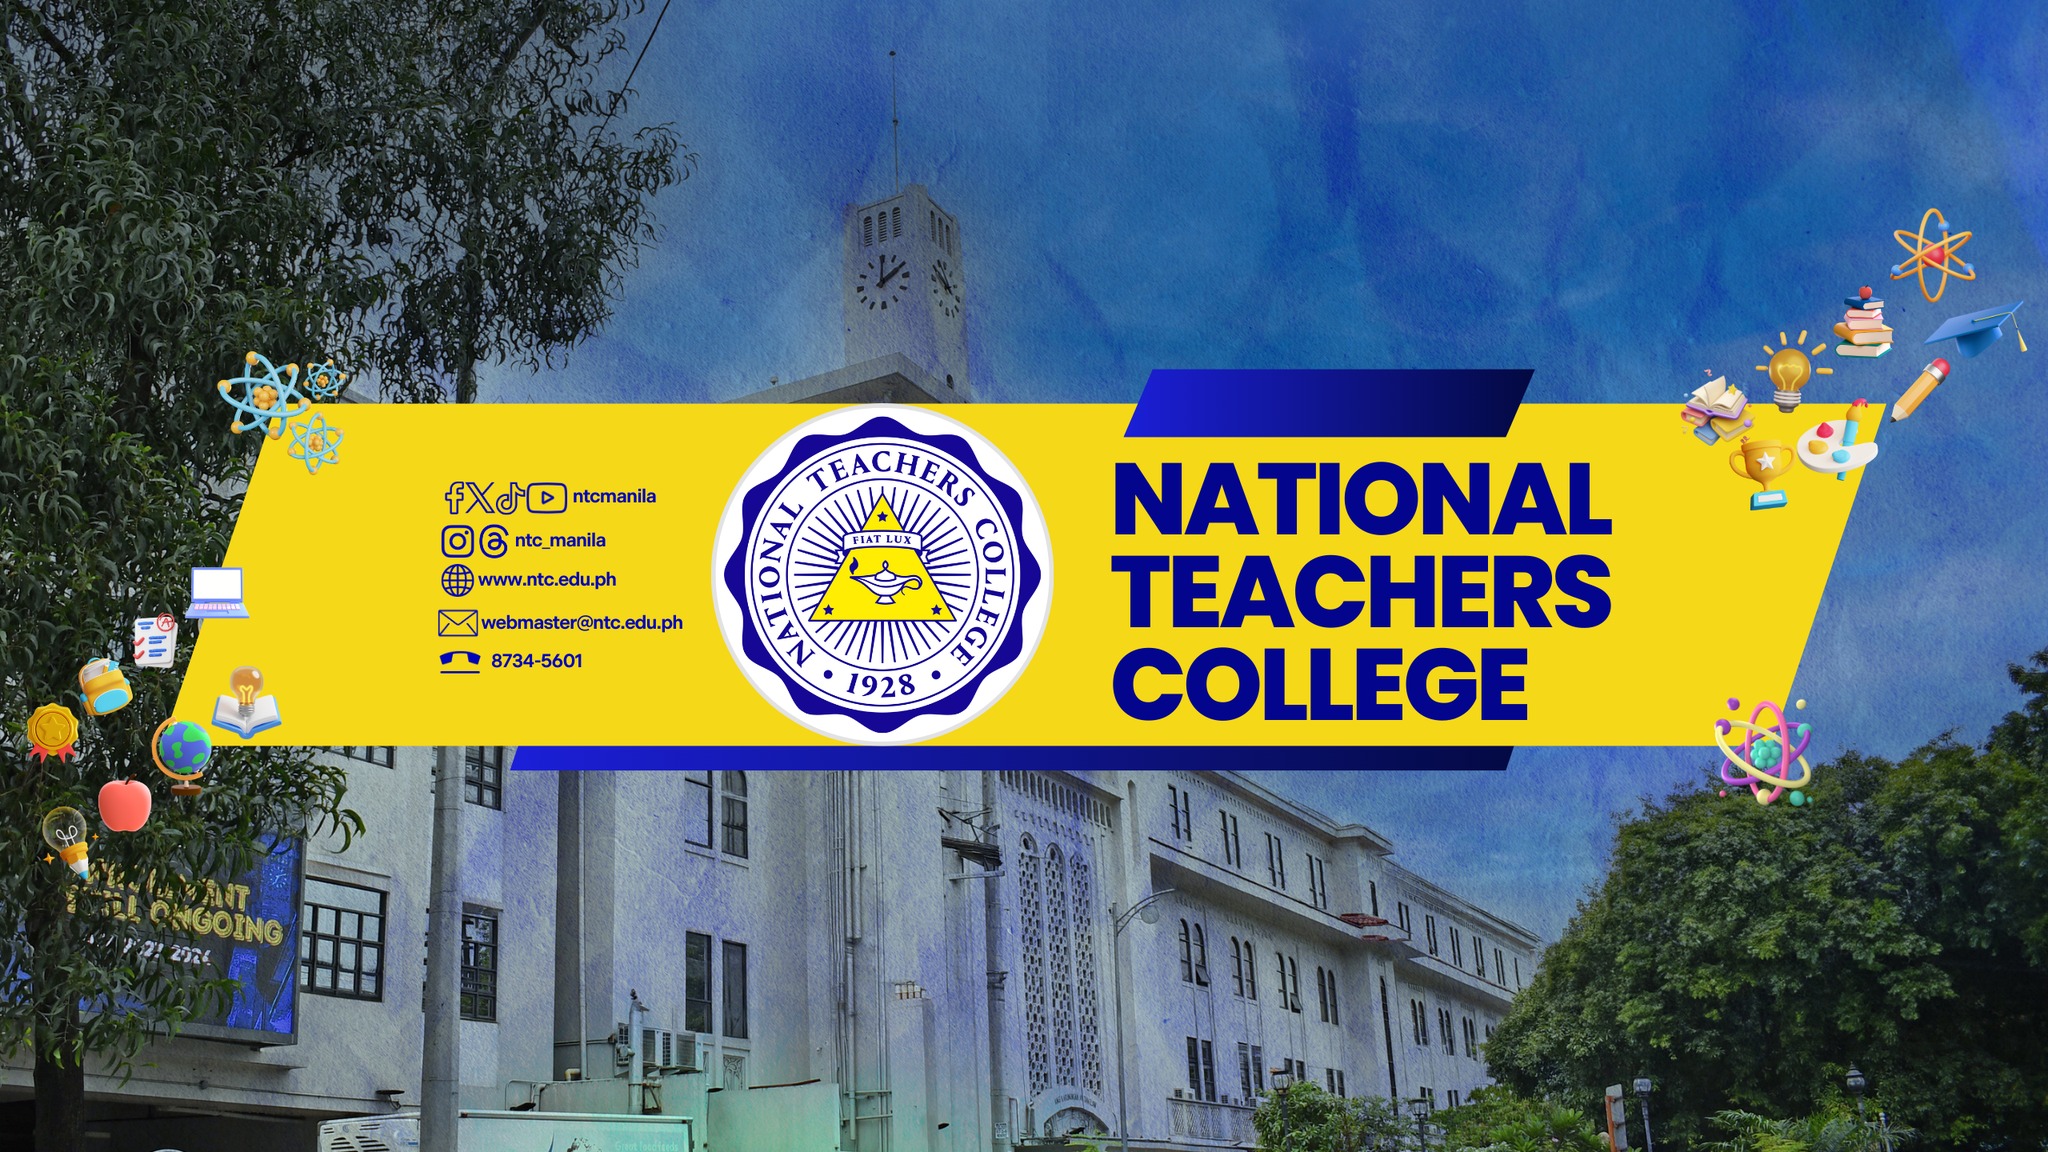 ntcmanila
ntc_manila
www.ntc.edu.ph
webmaster@ntc.edu.ph
8734-5601
NATIONAL TEACHERS COLLEGE
FIAT LUX
• 1928 •
NATIONAL
TEACHERS
COLLEGE
ONGOING